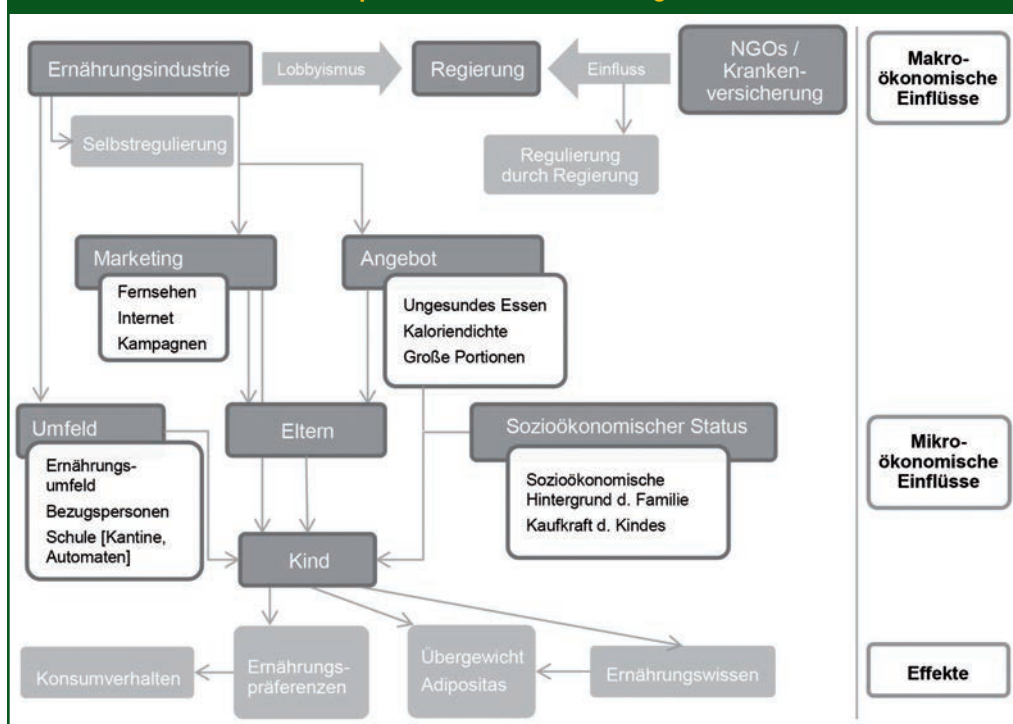 Ernährungsindustrie
Lobbyismus
Regierung
Einfluss
NGOs /
Kranken-
versicherung
Makro-
ökonomische
Einflüsse
Selbstregulierung
Regulierung
durch Regierung
Marketing
Fernsehen
Internet
Kampagnen
Angebot
Ungesundes Essen
Kaloriendichte
Große Portionen
Umfeld
Ernährungs-
umfeld
Bezugspersonen
Schule [Kantine,
Automaten]
Eltern
Sozioökonomischer Status
Sozioökonomische
Hintergrund d. Familie
Kaufkraft d. Kindes
Mikro-
ökonomische
Einflüsse
Kind
Konsumverhalten
Ernährungs-
präferenzen
Übergewicht
Adipositas
Ernährungswissen
Effekte